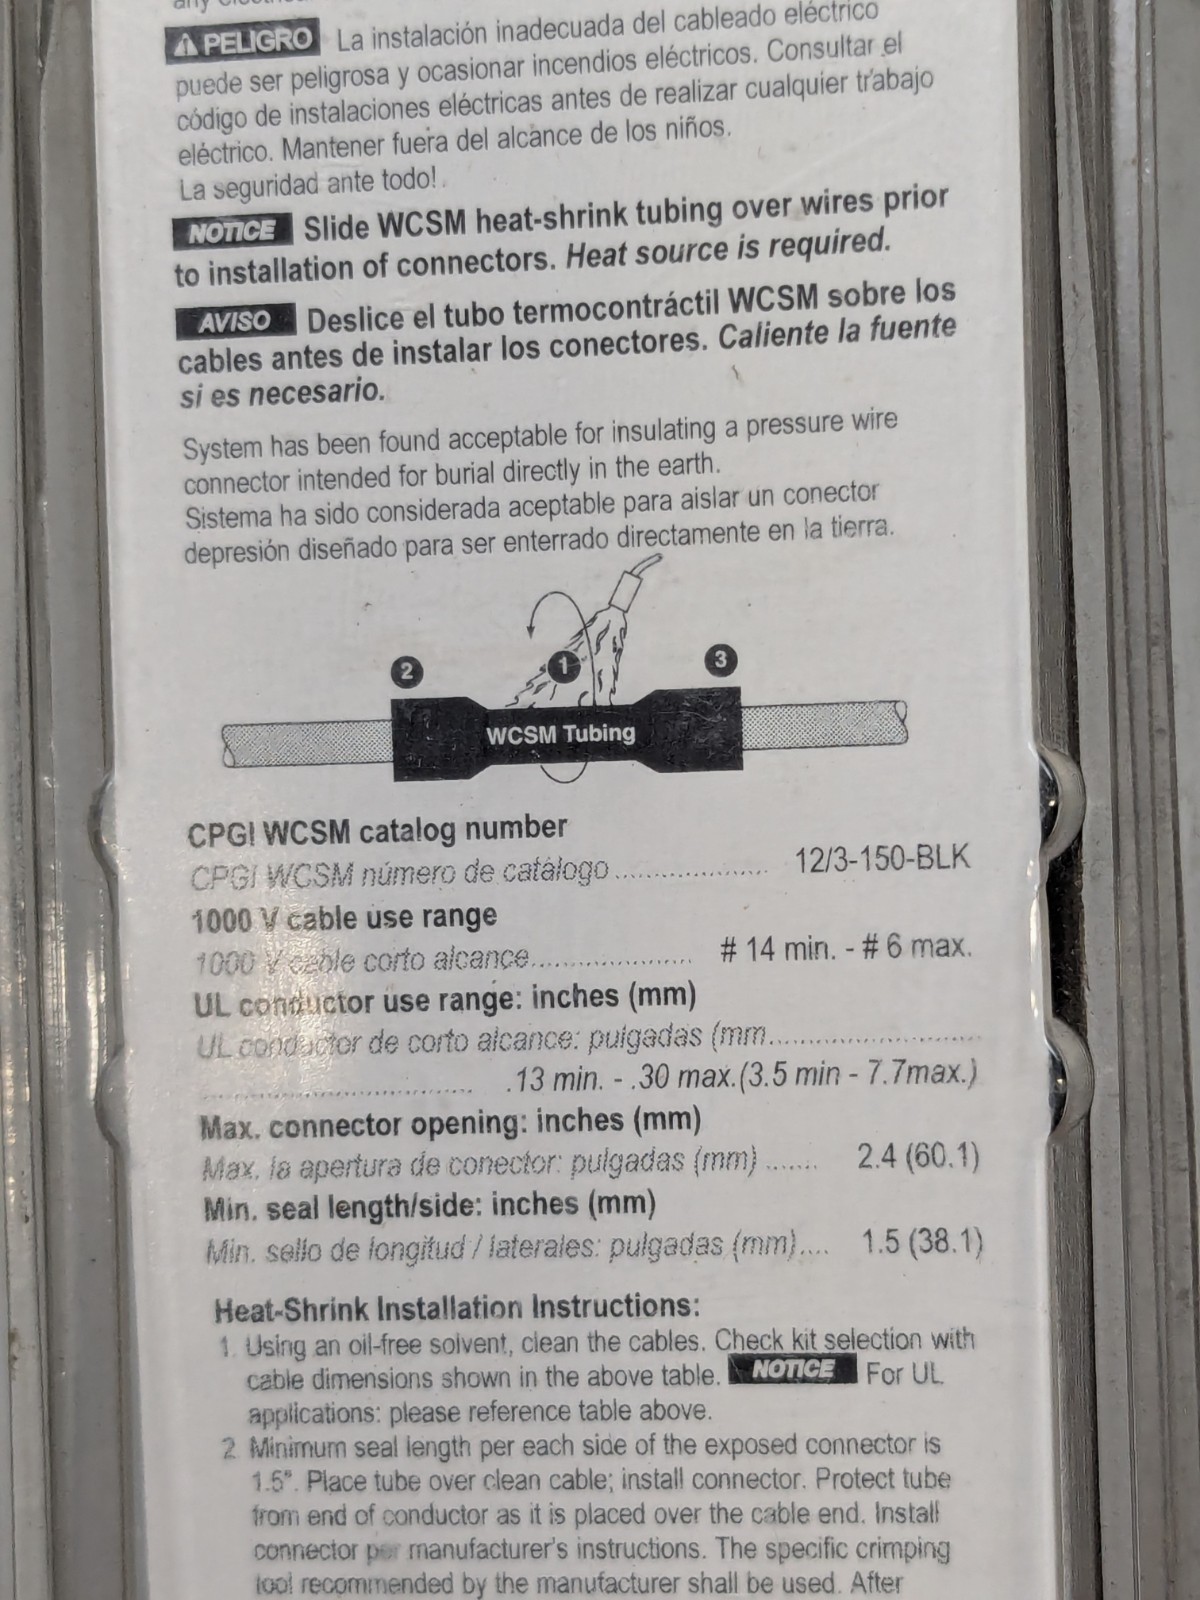 any
⚠ PELIGRO La instalación inadecuada del cableado eléctrico
puede ser peligrosa y ocasionar incendios eléctricos. Consultar el
código de instalaciones eléctricas antes de realizar cualquier trabajo
eléctrico. Mantener fuera del alcance de los niños.
La seguridad ante todo!
NOTICE Slide WCSM heat-shrink tubing over wires prior
to installation of connectors. Heat source is required.
AVISO Deslice el tubo termocontráctil WCSM sobre los
cables antes de instalar los conectores. Caliente la fuente
si es necesario.
System has been found acceptable for insulating a pressure wire
connector intended for burial directly in the earth.
Sistema ha sido considerada aceptable para aislar un conector
depresión diseñado para ser enterrado directamente en la tierra.
2 1 3
WCSM Tubing
CPGI WCSM catalog number
CPGI WCSM número de catálogo .................... 12/3-150-BLK
1000 V cable use range
1000 V cable corto alcance..................... # 14 min. - # 6 max.
UL conductor use range: inches (mm)
UL conductor de corto alcance: pulgadas (mm............................
.............................. .13 min. - .30 max.(3.5 min - 7.7max.)
Max. connector opening: inches (mm)
Max. la apertura de conector: pulgadas (mm) ....... 2.4 (60.1)
Min. seal length/side: inches (mm)
Min. sello de longitud / laterales: pulgadas (mm).... 1.5 (38.1)
Heat-Shrink Installation Instructions:
1. Using an oil-free solvent, clean the cables. Check kit selection with
cable dimensions shown in the above table. NOTICE For UL
applications: please reference table above.
2. Minimum seal length per each side of the exposed connector is
1.5". Place tube over clean cable; install connector. Protect tube
from end of conductor as it is placed over the cable end. Install
connector per manufacturer's instructions. The specific crimping
tool recommended by the manufacturer shall be used. After